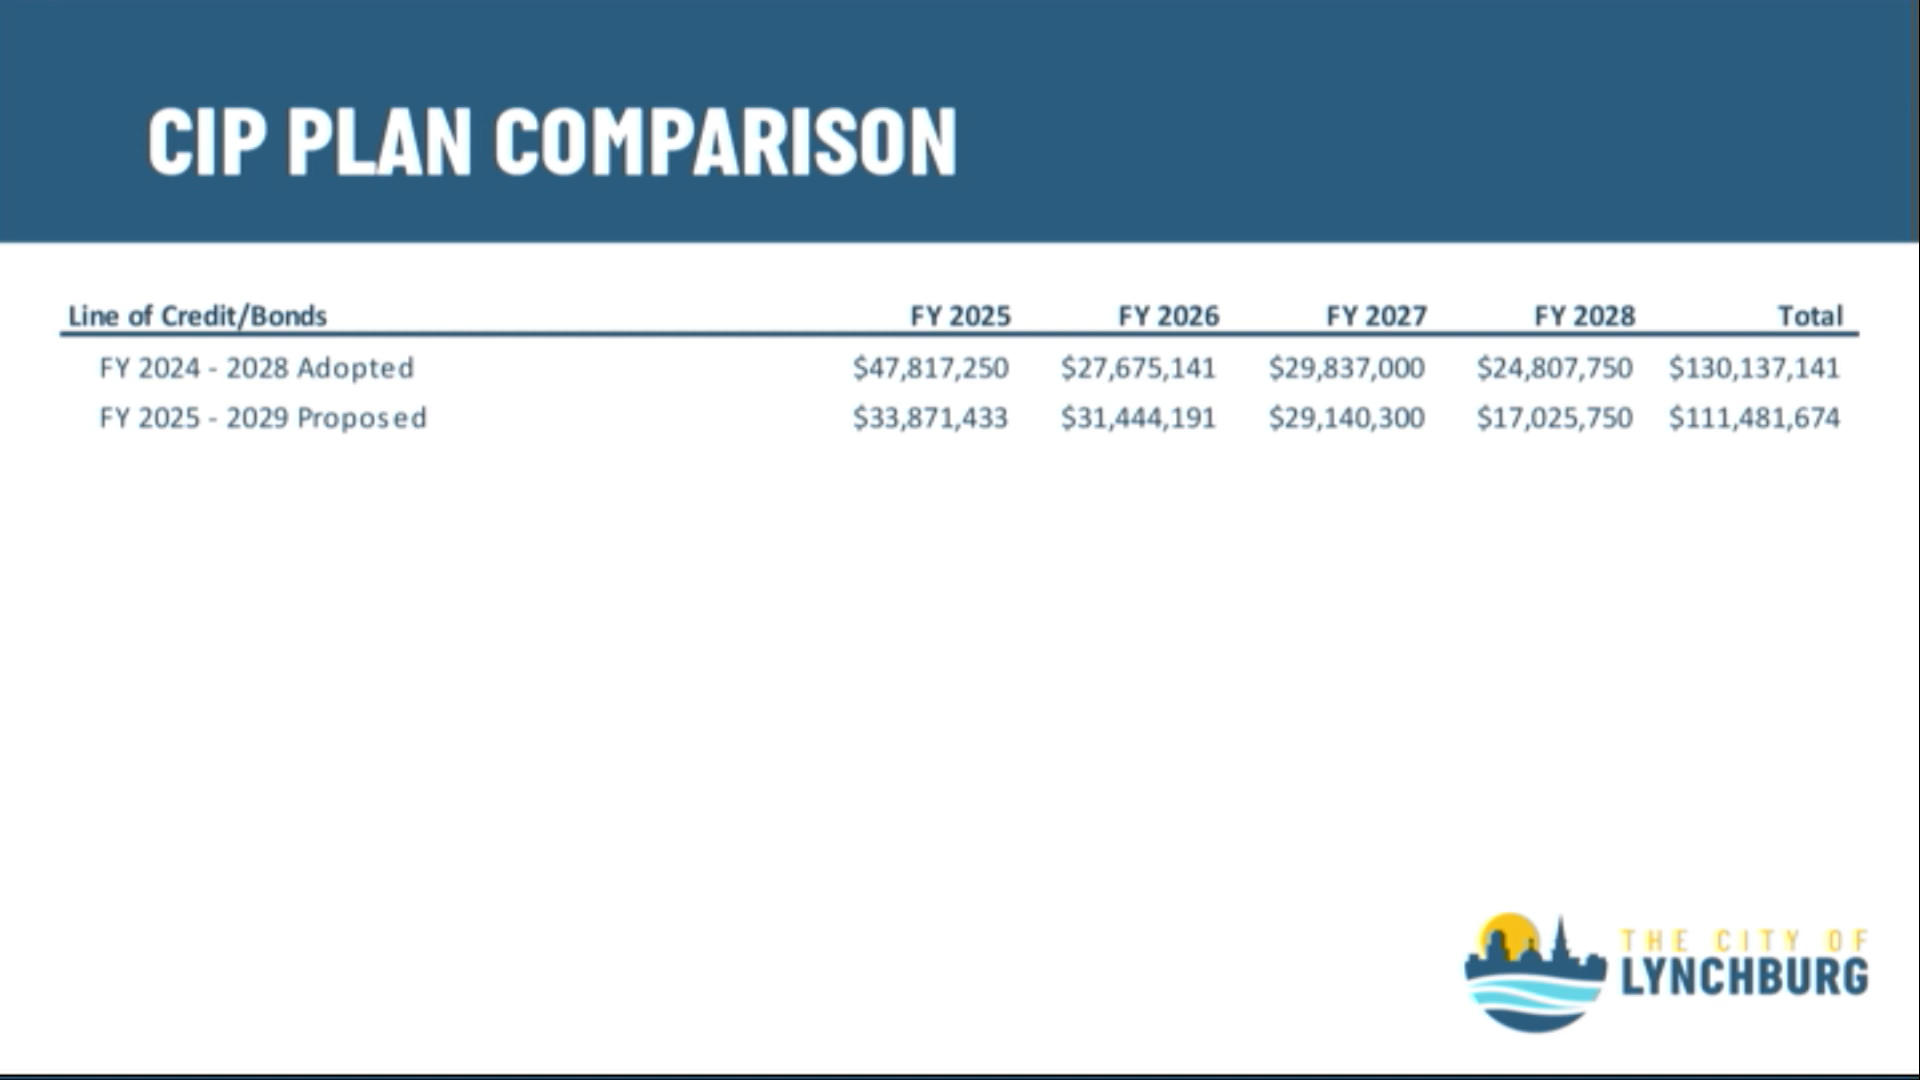 CIP PLAN COMPARISON
Line of Credit/Bonds FY 2025 FY 2026 FY 2027 FY 2028 Total
FY 2024 - 2028 Adopted $47,817,250 $27,675,141 $29,837,000 $24,807,750 $130,137,141
FY 2025 - 2029 Proposed $33,871,433 $31,444,191 $29,140,300 $17,025,750 $111,481,674
THE CITY OF
LYNCHBURG